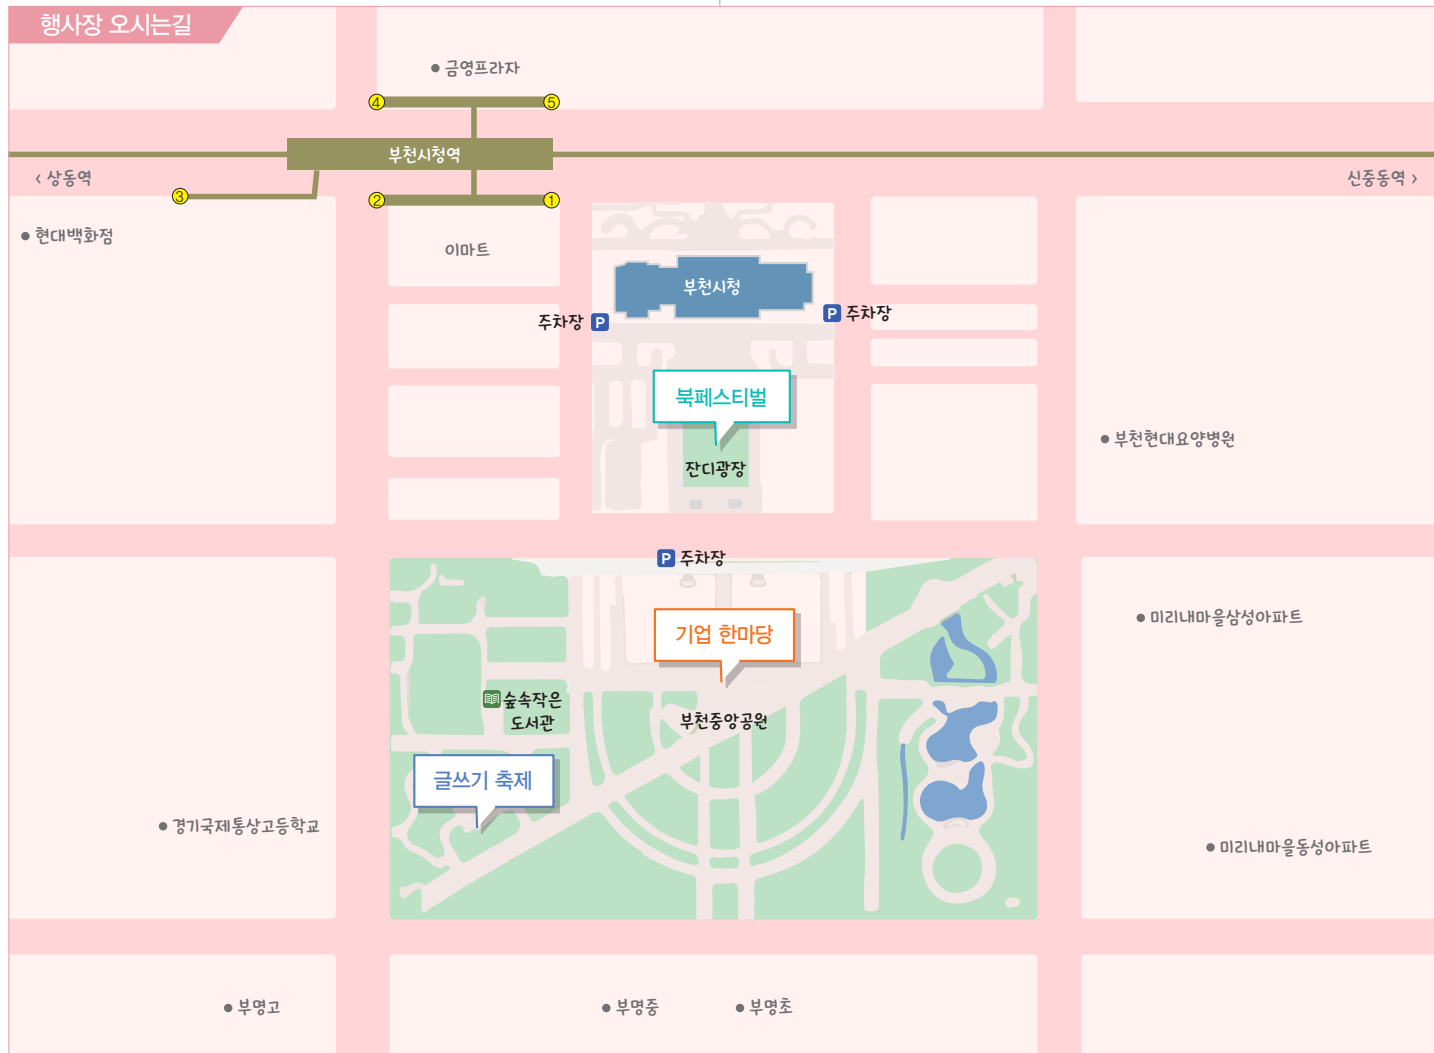 행사장 오시는길
금영프라자
④
⑤
부천시청역
< 상동역
신중동역 >
③
②
①
현대백화점
이마트
부천시청
주차장 P
P 주차장
북페스티벌
잔디광장
부천현대요양병원
P 주차장
기업 한마당
미리내마을삼성아파트
숲속작은
도서관
부천중앙공원
글쓰기 축제
경기국제통상고등학교
미리내마을동성아파트
부명고
부명중
부명초